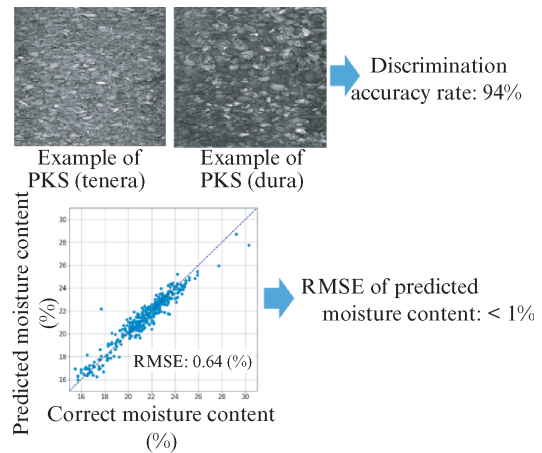 Discrimination
accuracy rate: 94%
Example of
PKS (tenera)
Example of
PKS (dura)
Predicted moisture content
(%)
30
28
26
24
22
20
18
16
RMSE: 0.64 (%)
16 18 20 22 24 26 28 30
Correct moisture content
(%)
RMSE of predicted
moisture content: < 1%